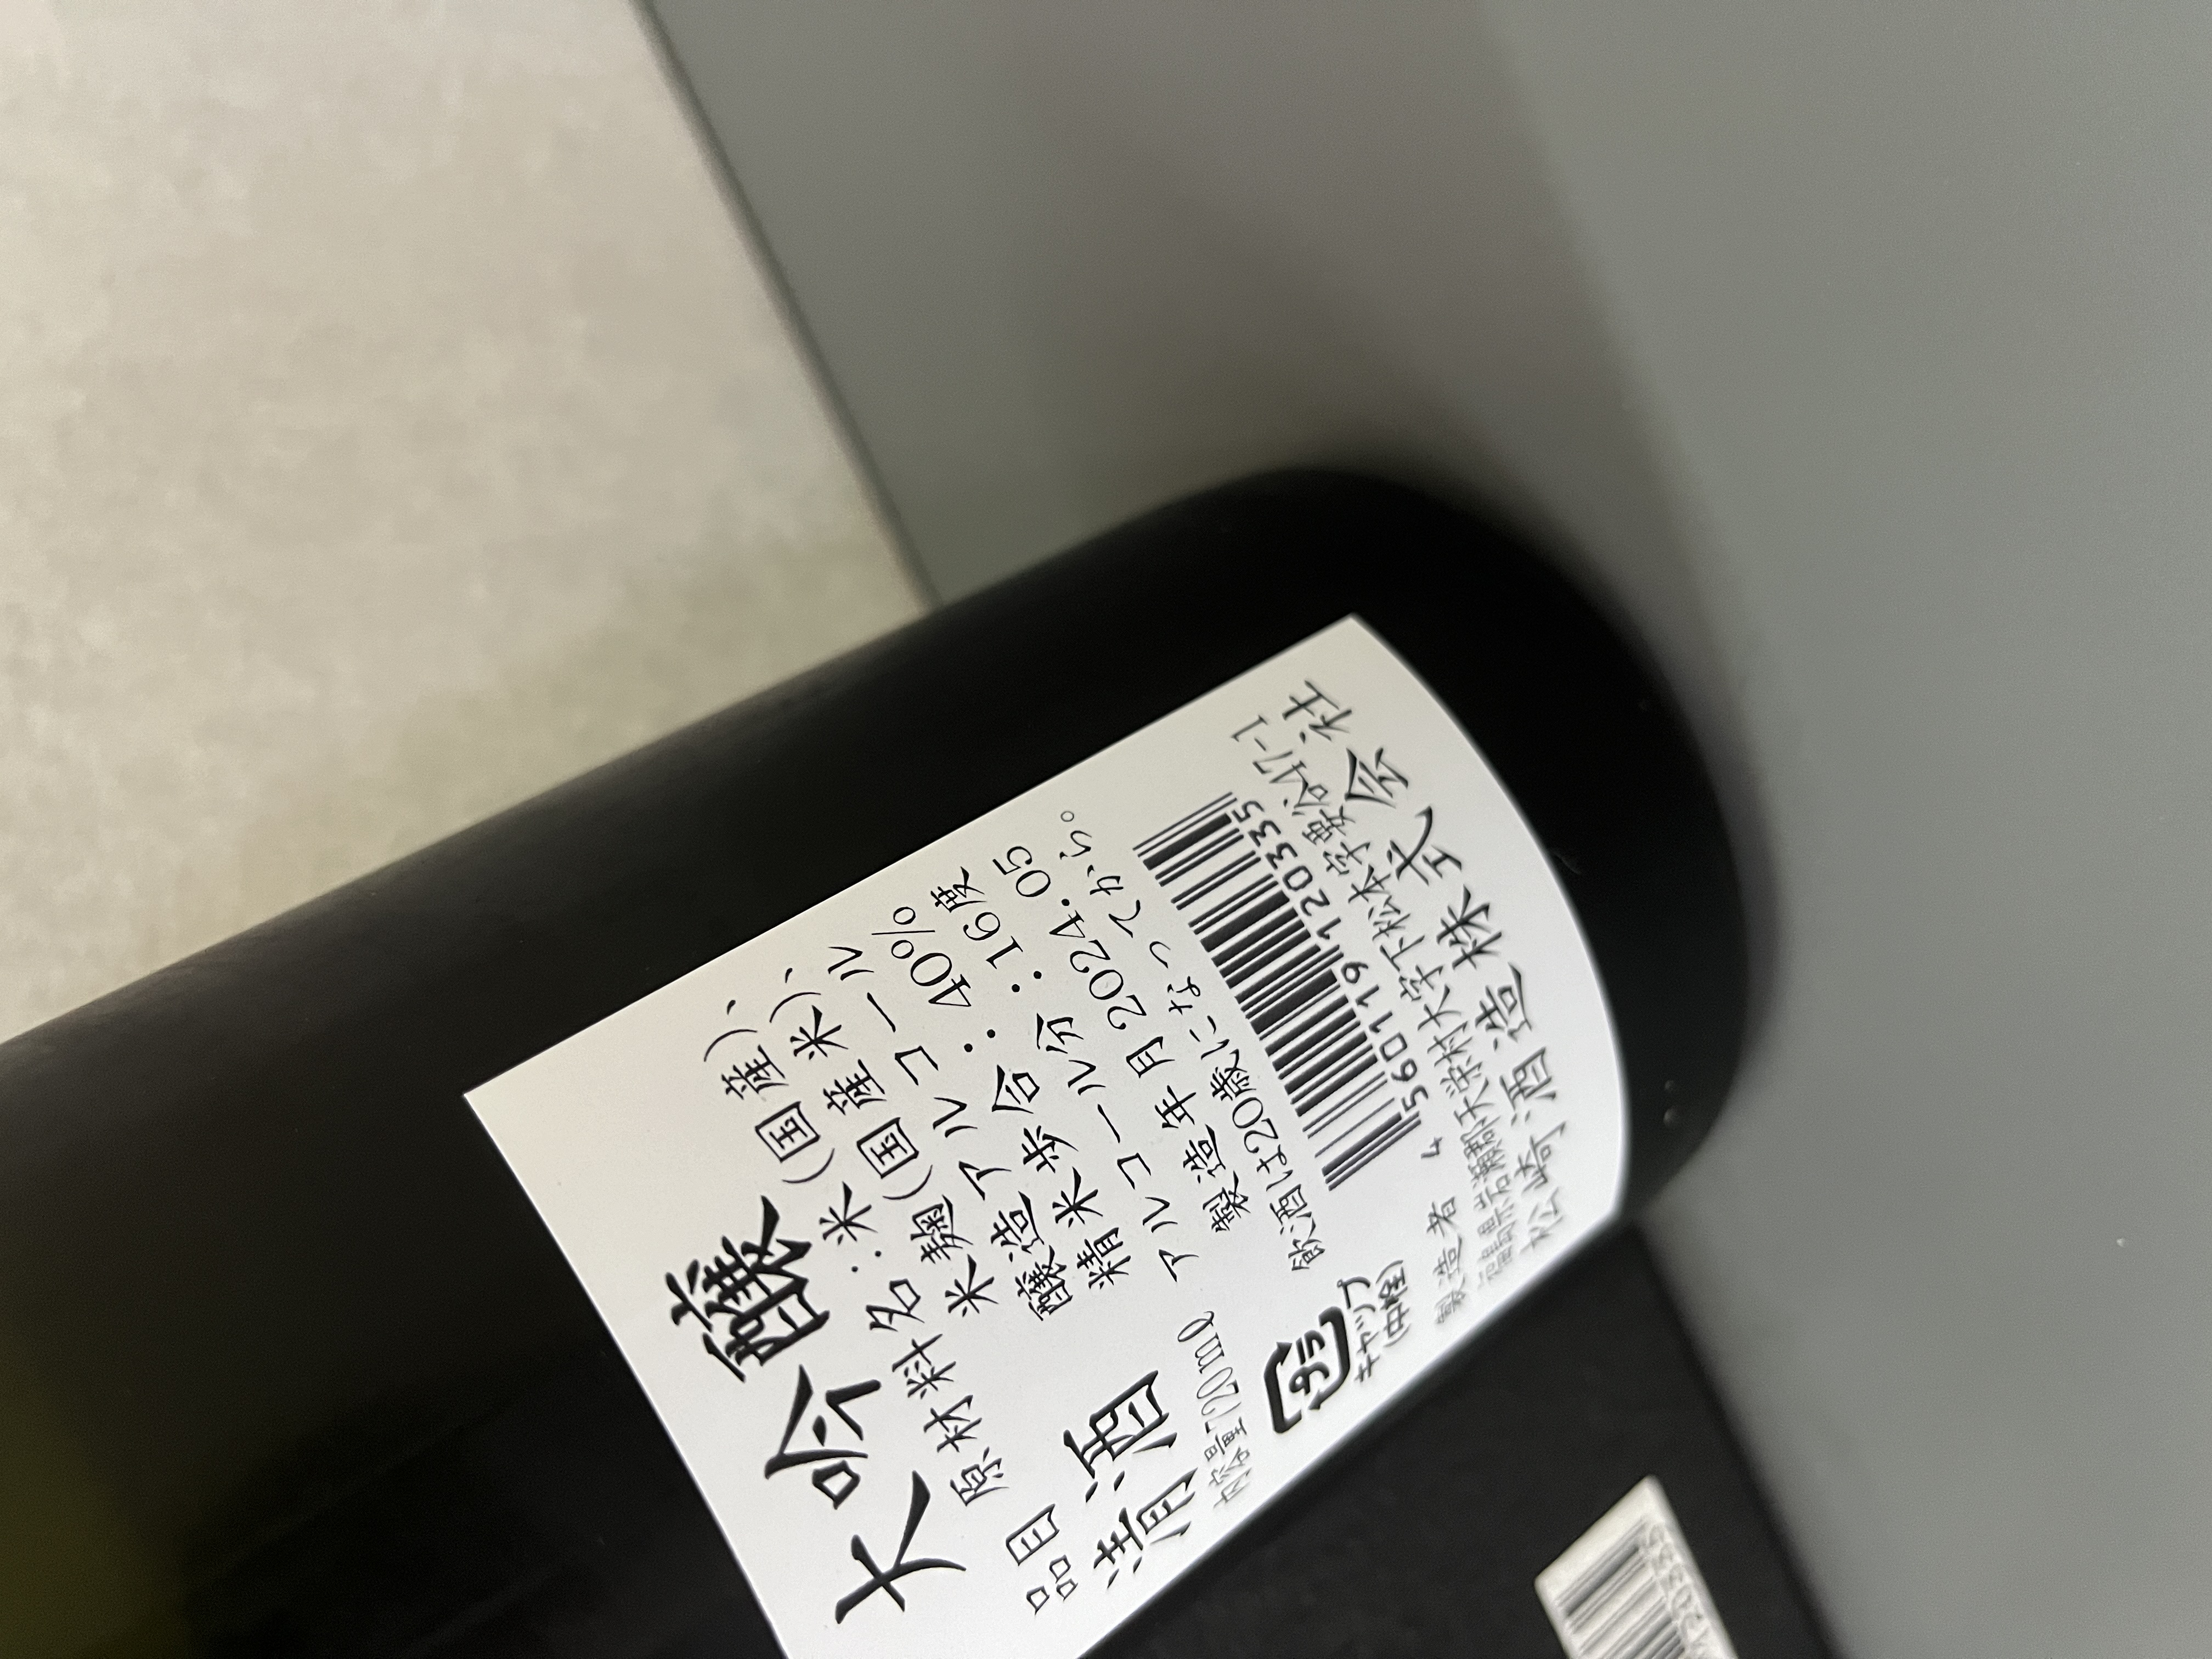 大吟醸
原材料名:米(国産)、
米麹(国産米)、
醸造アルコール
精米歩合:40%
アルコール分:16度
製造年月 2024.05
飲酒は20歳になってから。
品目
清酒
内容量720mℓ
プラ
キャップ
(中栓)
4 560119 120335
製造者
福島県岩瀬郡天栄村大字下松本字要谷47-1
松崎酒造株式会社